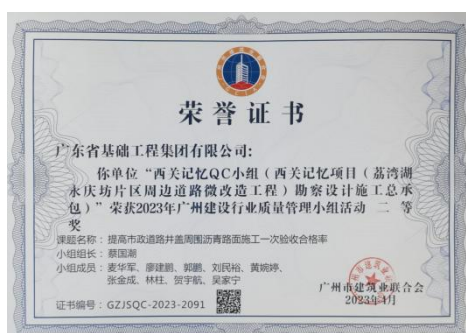 荣誉证书
广东省基础工程集团有限公司:
你单位“西关记忆QC小组（西关记忆项目（荔湾湖
永庆坊片区周边道路微改造工程）勘察设计施工总承
包）”荣获2023年广州建设行业质量管理小组活动 二 等
奖
课题名称：提高市政道路井盖周围沥青路面施工一次验收合格率
小组组长：蔡国潮
小组成员：麦华军、廖建鹏、郭鹏、刘民裕、黄婉婷、
张金成、林柱、贺宇航、吴家宁
证书编号：GZJSQC-2023-2091
广州市建筑业联合会
2023年4月